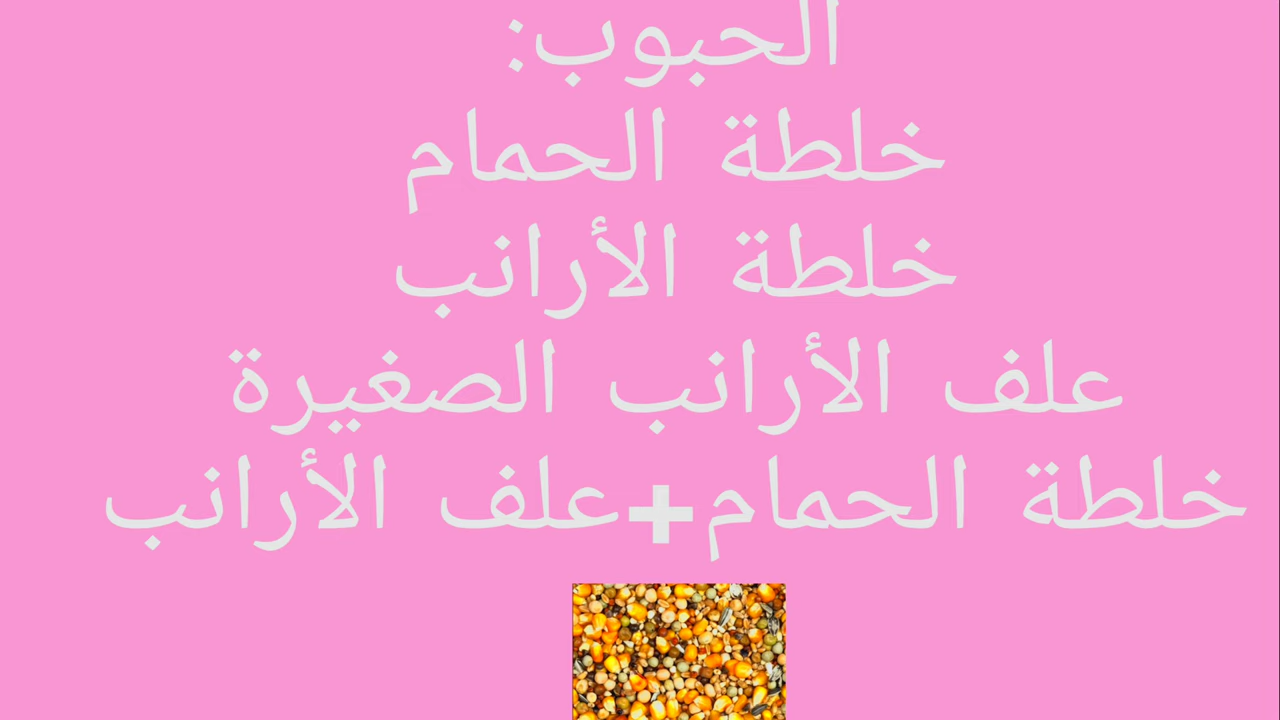 الحبوب:
خلطة الحمام
خلطة الأرانب
علف الأرانب الصغيرة
خلطة الحمام+علف الأرانب